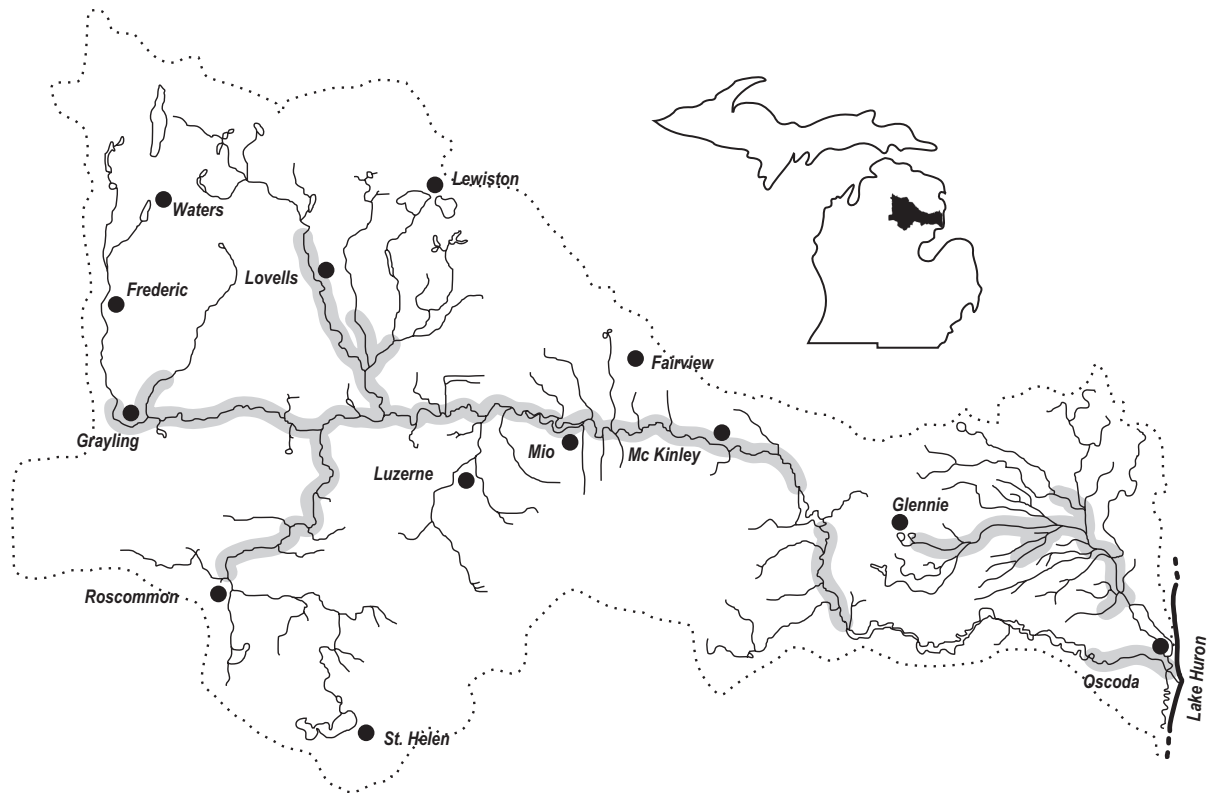 Lewiston
Waters
Lovells
Frederic
Fairview
Grayling
Mio
Mc Kinley
Luzerne
Glennie
Roscommon
Oscoda
Lake Huron
St. Helen